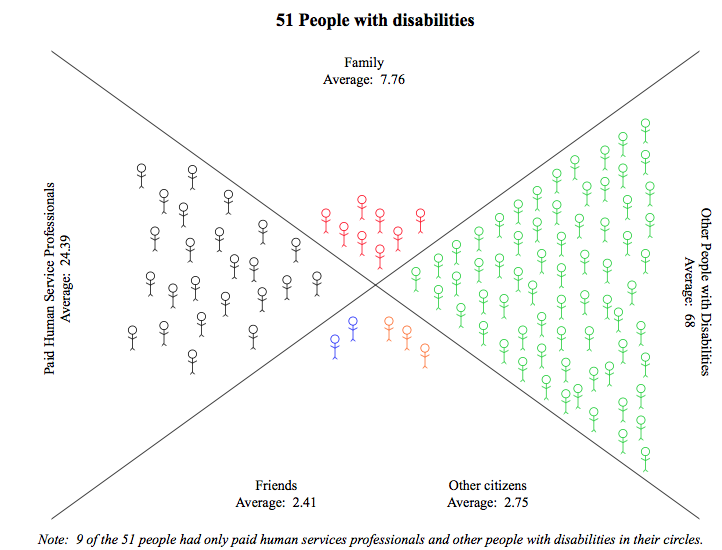 51 People with disabilities
Family
Average: 7.76
Paid Human Service Professionals
Average: 24.39
Other People with Disabilities
Average: 68
Friends
Average: 2.41
Other citizens
Average: 2.75
Note: 9 of the 51 people had only paid human services professionals and other people with disabilities in their circles.